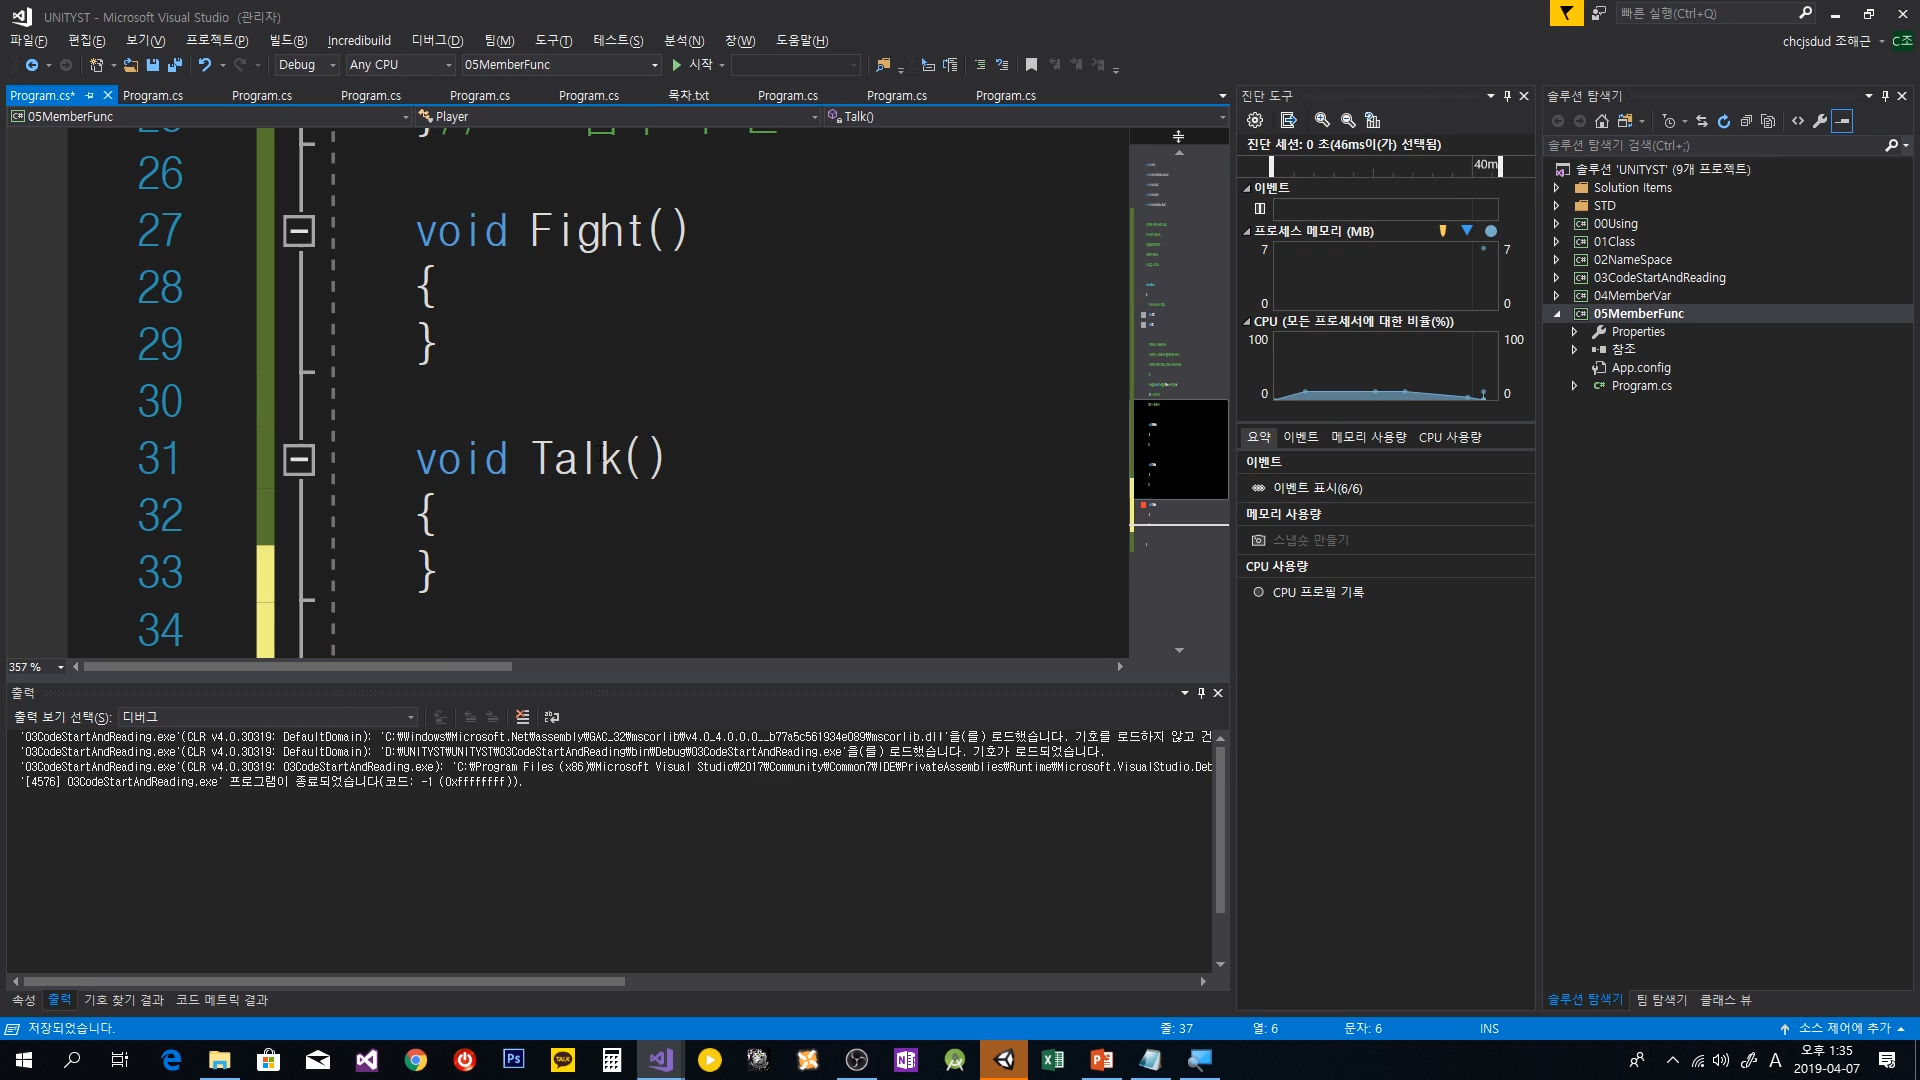 UNITYST - Microsoft Visual Studio (관리자)
빠른 실행(Ctrl+Q)
파일(F) 편집(E) 보기(V) 프로젝트(P) 빌드(B) Incredibuild 디버그(D) 팀(M) 도구(T) 테스트(S) 분석(N) 창(W) 도움말(H)
chcjsdud 조해근 C조
Debug Any CPU 05MemberFunc 시작
Program.cs* Program.cs Program.cs Program.cs Program.cs Program.cs 목차.txt Program.cs Program.cs Program.cs
05MemberFunc Player Talk()
26
27 void Fight()
28 {
29 }
30
31 void Talk()
32 {
33 }
34
357 %
진단 도구
진단 세션: 0 초(46ms이(가) 선택됨)
40m
이벤트
프로세스 메모리 (MB)
7 7
0 0
CPU (모든 프로세서에 대한 비율(%))
100 100
0 0
요약 이벤트 메모리 사용량 CPU 사용량
이벤트
이벤트 표시(6/6)
메모리 사용량
스냅숏 만들기
CPU 사용량
CPU 프로필 기록
솔루션 탐색기
솔루션 탐색기 검색(Ctrl+;)
솔루션 'UNITYST' (9개 프로젝트)
Solution Items
STD
00Using
01Class
02NameSpace
03CodeStartAndReading
04MemberVar
05MemberFunc
Properties
참조
App.config
Program.cs
솔루션 탐색기 팀 탐색기 클래스 뷰
출력
출력 보기 선택(S): 디버그
'03CodeStartAndReading.exe'(CLR v4.0.30319: DefaultDomain): 'C:₩Windows₩Microsoft.Net₩assembly₩GAC_32₩mscorlib₩v4.0_4.0.0.0__b77a5c561934e089₩mscorlib.dll'을(를) 로드했습니다. 기호를 로드하지 않고 건
'03CodeStartAndReading.exe'(CLR v4.0.30319: DefaultDomain): 'D:₩UNITYST₩UNITYST₩03CodeStartAndReading₩bin₩Debug₩03CodeStartAndReading.exe'을(를) 로드했습니다. 기호가 로드되었습니다.
'03CodeStartAndReading.exe'(CLR v4.0.30319: 03CodeStartAndReading.exe): 'C:₩Program Files (x86)₩Microsoft Visual Studio₩2017₩Community₩Common7₩IDE₩PrivateAssemblies₩Runtime₩Microsoft.VisualStudio.Deb
'[4576] 03CodeStartAndReading.exe' 프로그램이 종료되었습니다(코드: -1 (0xffffffff)).
속성 출력 기호 찾기 결과 코드 메트릭 결과
저장되었습니다. 줄: 37 열: 6 문자: 6 INS 소스 제어에 추가
오후 1:35
2019-04-07